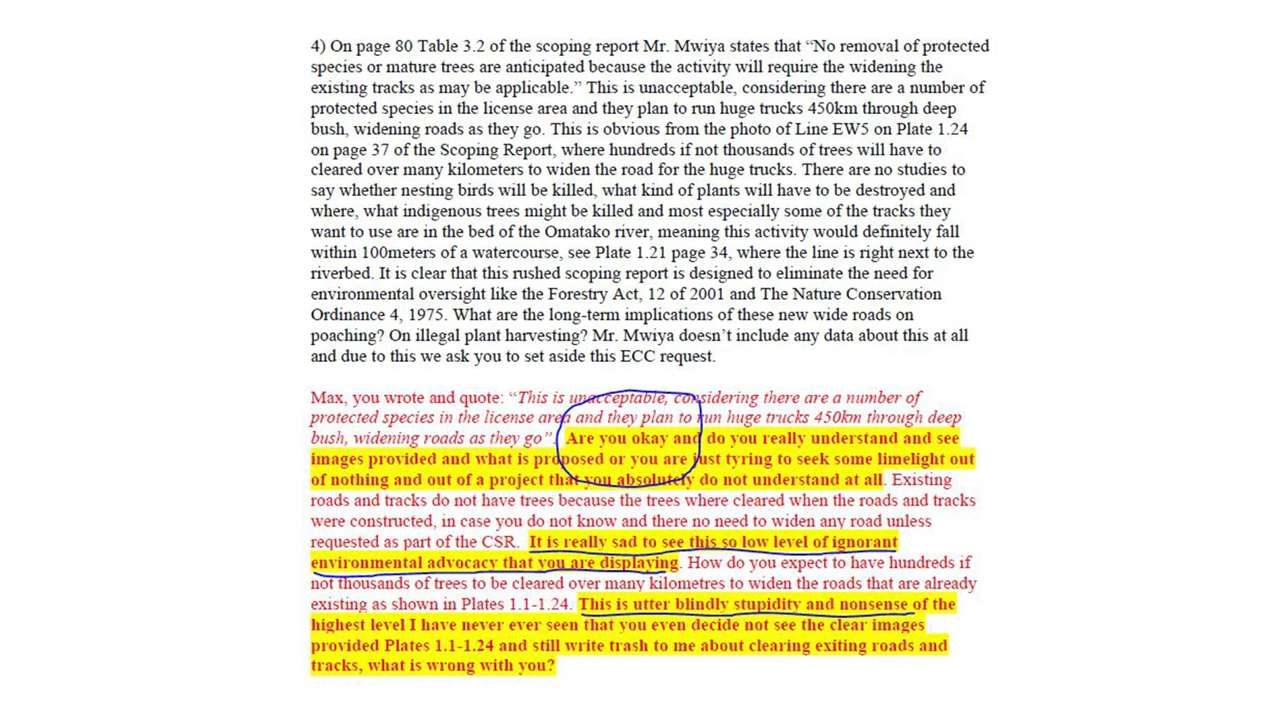 4) On page 80 Table 3.2 of the scoping report Mr. Mwiya states that “No removal of protected
species or mature trees are anticipated because the activity will require the widening the
existing tracks as may be applicable.” This is unacceptable, considering there are a number of
protected species in the license area and they plan to run huge trucks 450km through deep
bush, widening roads as they go. This is obvious from the photo of Line EW5 on Plate 1.24
on page 37 of the Scoping Report, where hundreds if not thousands of trees will have to
cleared over many kilometers to widen the road for the huge trucks. There are no studies to
say whether nesting birds will be killed, what kind of plants will have to be destroyed and
where, what indigenous trees might be killed and most especially some of the tracks they
want to use are in the bed of the Omatako river, meaning this activity would definitely fall
within 100meters of a watercourse, see Plate 1.21 page 34, where the line is right next to the
riverbed. It is clear that this rushed scoping report is designed to eliminate the need for
environmental oversight like the Forestry Act, 12 of 2001 and The Nature Conservation
Ordinance 4, 1975. What are the long-term implications of these new wide roads on
poaching? On illegal plant harvesting? Mr. Mwiya doesn’t include any data about this at all
and due to this we ask you to set aside this ECC request.
Max, you wrote and quote: “This is unacceptable, considering there are a number of
protected species in the license area and they plan to run huge trucks 450km through deep
bush, widening roads as they go”. Are you okay and do you really understand and see
images provided and what is proposed or you are just tyring to seek some limelight out
of nothing and out of a project that you absolutely do not understand at all. Existing
roads and tracks do not have trees because the trees where cleared when the roads and tracks
were constructed, in case you do not know and there no need to widen any road unless
requested as part of the CSR. It is really sad to see this so low level of ignorant
environmental advocacy that you are displaying. How do you expect to have hundreds if
not thousands of trees to be cleared over many kilometres to widen the roads that are already
existing as shown in Plates 1.1-1.24. This is utter blindly stupidity and nonsense of the
highest level I have never ever seen that you even decide not see the clear images
provided Plates 1.1-1.24 and still write trash to me about clearing exiting roads and
tracks, what is wrong with you?